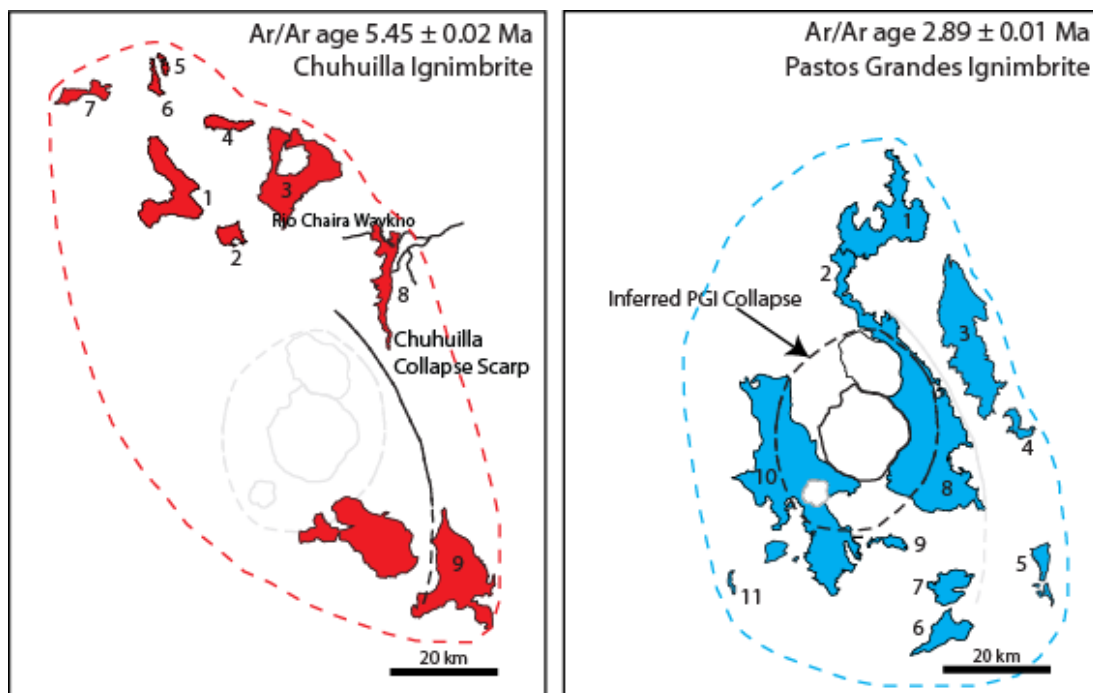 Ar/Ar age 5.45 ± 0.02 Ma
Chuhuilla Ignimbrite
5
7
6
4
1
3
Rio Chaira Waykno
2
8
Chuhuilla
Collapse Scarp
9
20 km
Ar/Ar age 2.89 ± 0.01 Ma
Pastos Grandes Ignimbrite
1
2
Inferred PGI Collapse
3
4
10
8
9
5
7
11
6
20 km